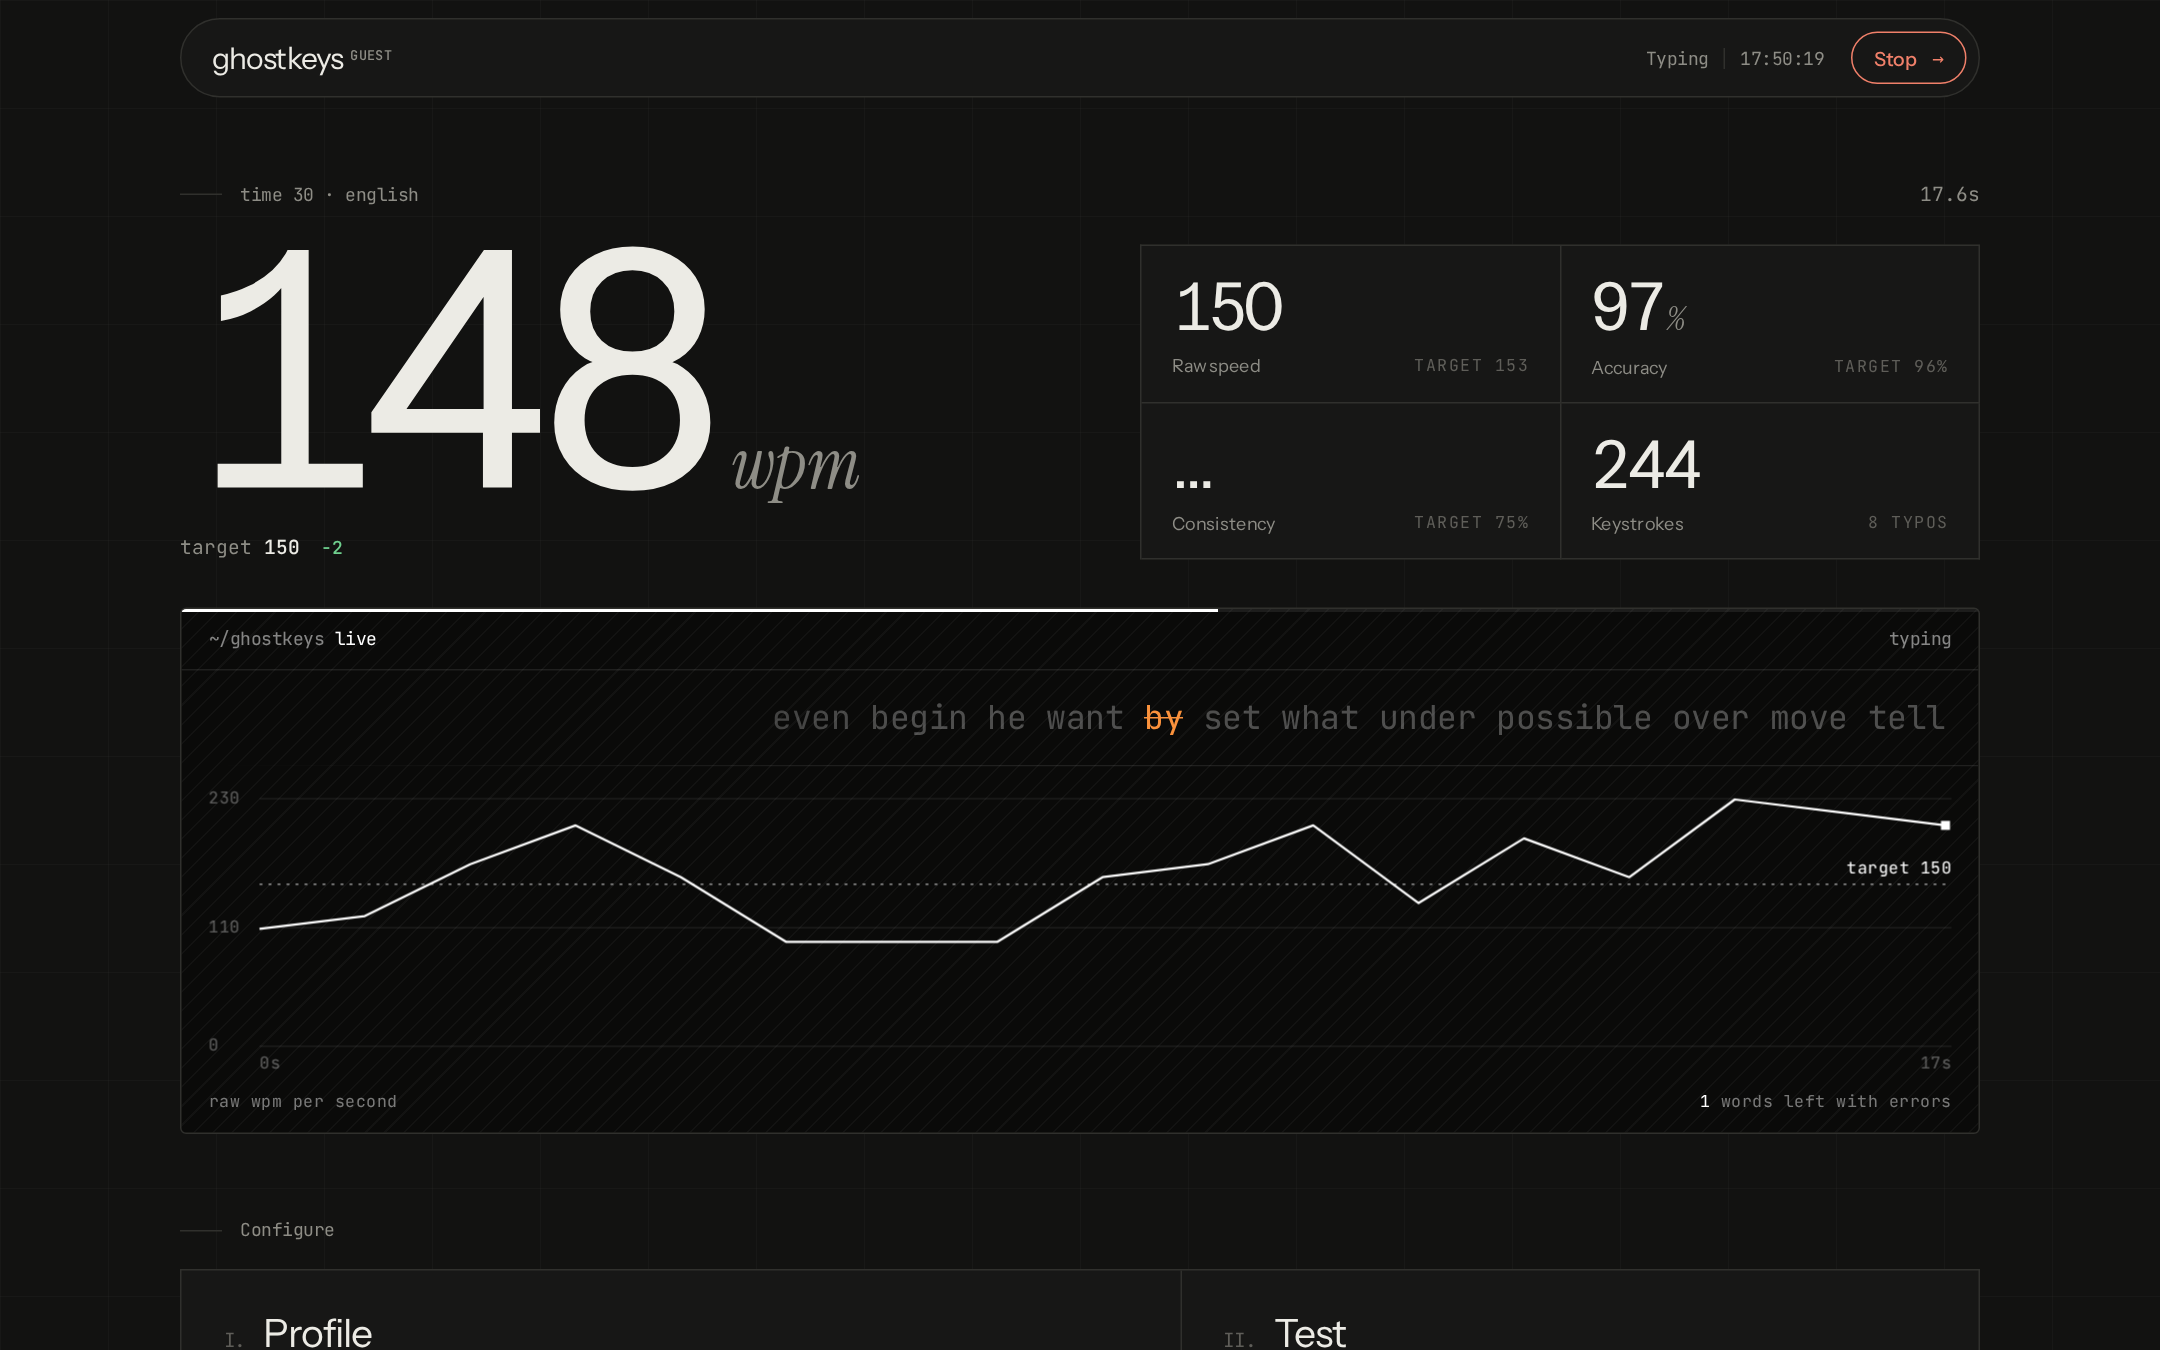 ghostkeys GUEST
Typing 17:50:19 Stop →
time 30 · english
17.6s
148 wpm
target 150 -2
150
Raw speed TARGET 153
97%
Accuracy TARGET 96%
...
Consistency TARGET 75%
244
Keystrokes 8 TYPOS
~/ghostkeys live
typing
even begin he want by set what under possible over move tell
230
target 150
110
0
0s
17s
raw wpm per second
1 words left with errors
Configure
I. Profile
II. Test